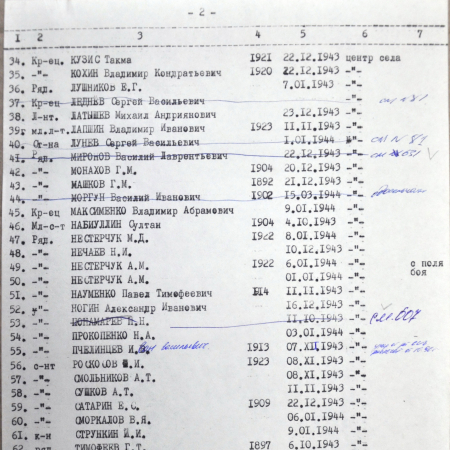 - 2 -
1 2 3 4 5 6 7
34. Кр-ец. КУЗИС Такма 1921 22.12.1943 центр села
35. -"- КОХИН Владимир Кондратьевич 1920 22.12.1943 -"-
36. Ряд. ЛУШНИКОВ Е.Г. 7.01.1943 -"-
37. Кр-ец ЛЕДНЕВ Сергей Васильевич -"-
38. Л-нт. ЛАТЫШЕВ Михаил Андриянович 23.12.1943 -"-
39. мл.л-т. ЛАПШИН Владимир Иванович 1923 11.11.1943 -"-
40. Ст-на ЛУНЕВ Сергей Васильевич 1.01.1944 -"- см N 81
41. Ряд. МИРОНОВ Василий Лаврентьевич 22.12.1943 -"-
42. -"- МОНАХОВ Г.М. 1904 20.12.1943 -"-
43. -"- МАШКОВ Г.М. 1892 21.12.1943 -"-
44. -"- МОРГУН Василий Иванович 1902 15.03.1944 -"-
45. Кр-ец МАКСИМЕНКО Владимир Абрамович 9.01.1944 -"-
46. Мл-с-т НАБИУЛЛИН Султан 1904 4.10.1943 -"-
47. Ряд. НЕСТЕРЧУК М.Д. 1922 8.01.1944 -"-
48. -"- НЕЧАЕВ Н.И. 10.12.1943 -"-
49. -"- НЕСТЕРЧУК А.М. 1922 6.01.1944 -"- с поля боя
50. -"- НЕСТЕРЧУК А.М. 01.01.1944 -"-
51. -"- НАУМЕНКО Павел Тимофеевич 1914 11.11.1943 -"-
52. -"- НОГИН Александр Иванович 16.12.1943 -"-
53. -"- ПОНАМАРЕВ 11.10.1943 -"-
54. -"- ПРОКОПЕНКО Н.А. 03.01.1944 -"-
55. -"- ПЧЕЛИНЦЕВ 1913 -"-
56. с-нт РОСКОСОВ Ф.И. 1923 08.XI.1943 -"-
57. -"- СМОЛЬНИКОВ А.Т. 08.XII.1943 -"-
58. -"- СУШКОВ А.Т. 11.11.1943 -"-
59. -"- САТАРИН Е.С. 1909 22.12.1943 -"-
60. -"- СМОРКАЛОВ В.Я. 06.01.1944 -"-
61. к-н СТРУНКИН И.И. 9.01.1944 -"-
62. ряд. ТИМОФЕЕВ Г.Т. 1897 6.10.1943 -"-